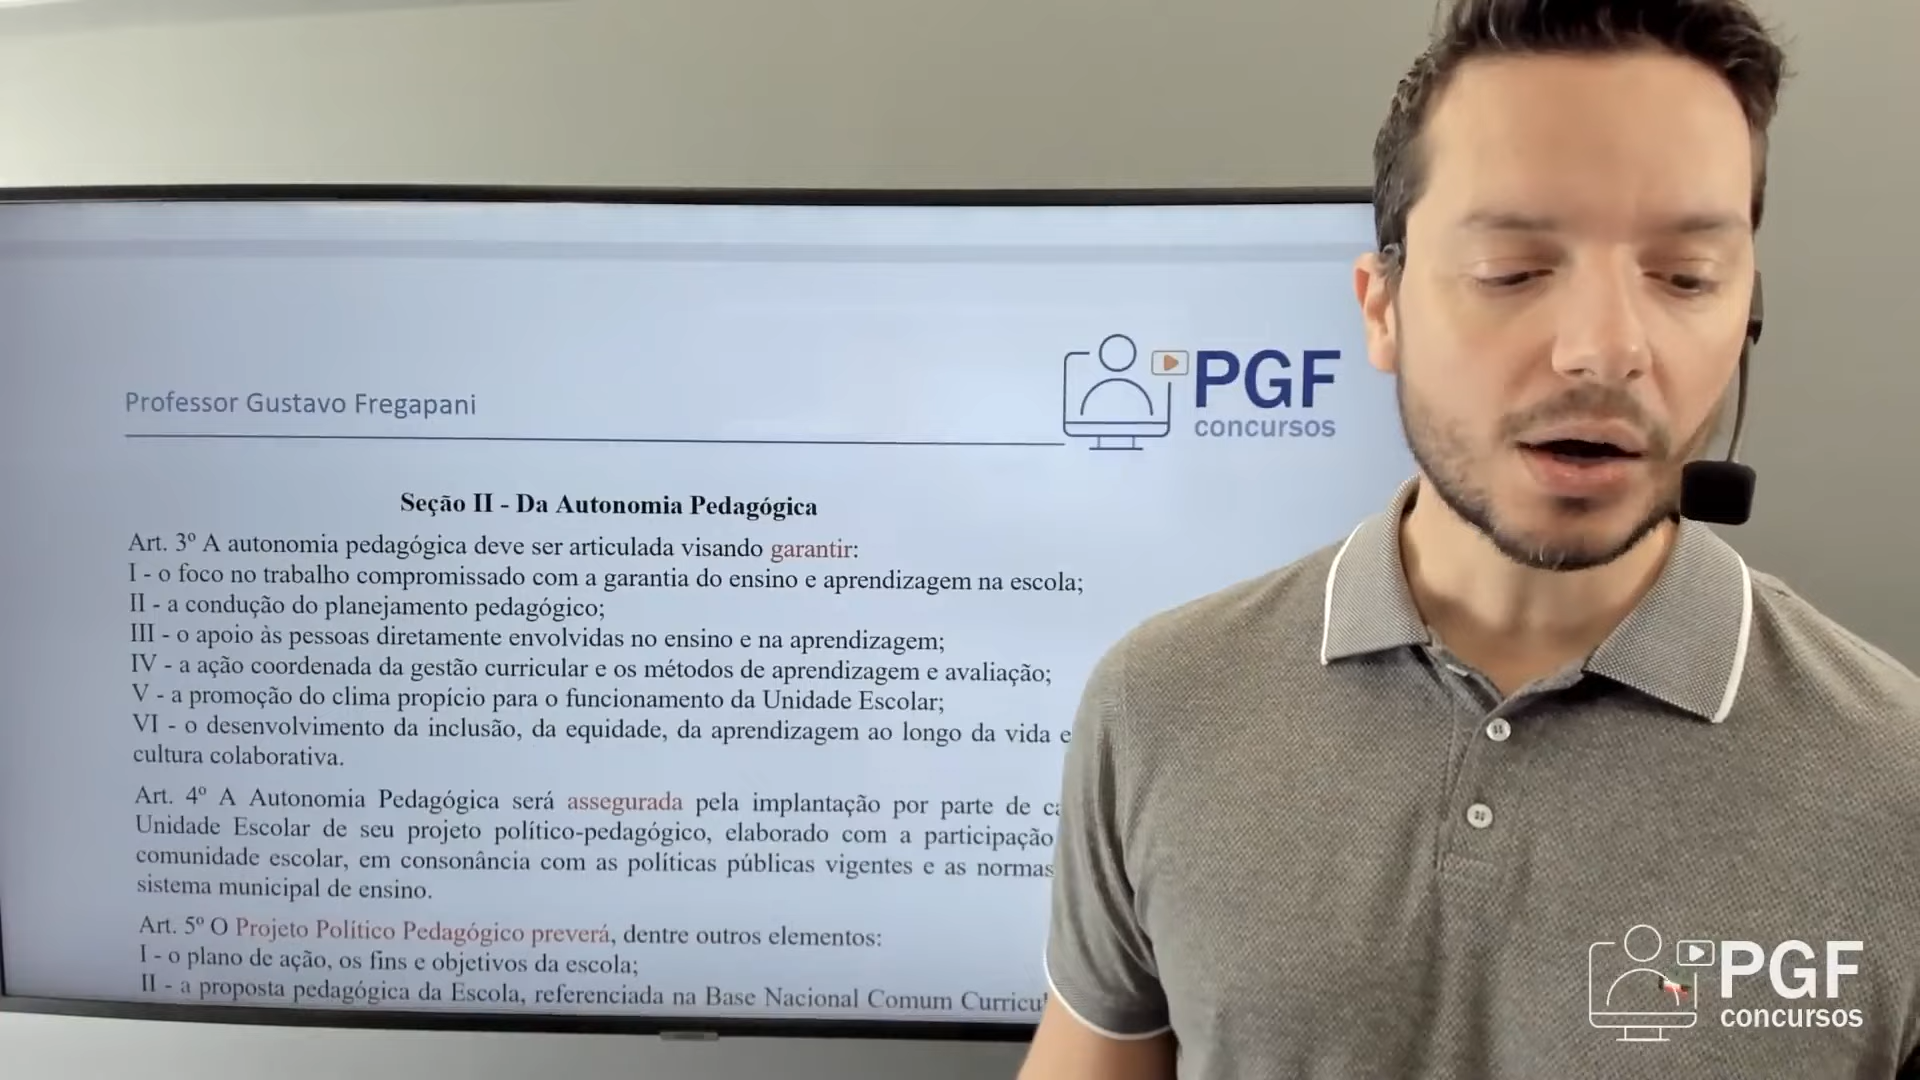 Professor Gustavo Fregapani
PGF
concursos
Seção II - Da Autonomia Pedagógica
Art. 3º A autonomia pedagógica deve ser articulada visando garantir:
I - o foco no trabalho compromissado com a garantia do ensino e aprendizagem na escola;
II - a condução do planejamento pedagógico;
III - o apoio às pessoas diretamente envolvidas no ensino e na aprendizagem;
IV - a ação coordenada da gestão curricular e os métodos de aprendizagem e avaliação;
V - a promoção do clima propício para o funcionamento da Unidade Escolar;
VI - o desenvolvimento da inclusão, da equidade, da aprendizagem ao longo da vida e
cultura colaborativa.
Art. 4º A Autonomia Pedagógica será assegurada pela implantação por parte de
Unidade Escolar de seu projeto político-pedagógico, elaborado com a participação
comunidade escolar, em consonância com as políticas públicas vigentes e as normas
sistema municipal de ensino.
Art. 5º O Projeto Político Pedagógico preverá, dentre outros elementos:
I - o plano de ação, os fins e objetivos da escola;
II - a proposta pedagógica da Escola, referenciada na Base Nacional Comum
PGF
concursos